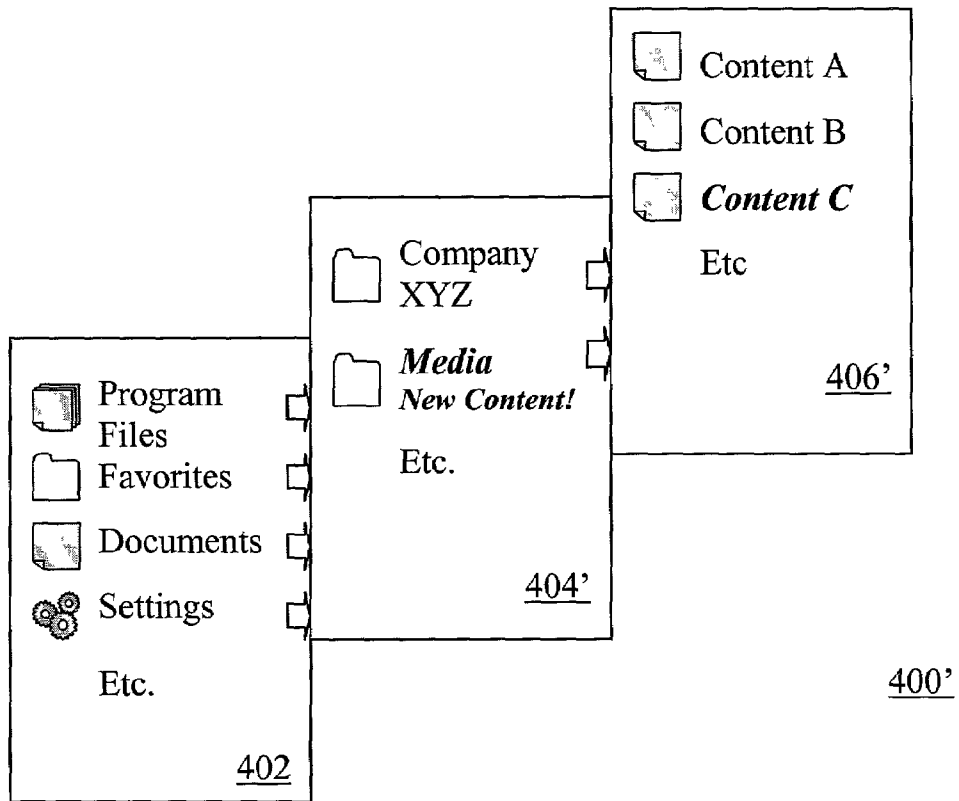 Content A
Content B
Content C
Etc
406’
Company
XYZ
Media
New Content!
Etc.
404’
Program
Files
Favorites
Documents
Settings
Etc.
402
400’